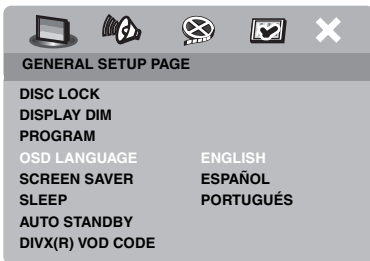 GENERAL SETUP PAGE
DISC LOCK
DISPLAY DIM
PROGRAM
OSD LANGUAGE ENGLISH
SCREEN SAVER ESPAÑOL
SLEEP PORTUGUÉS
AUTO STANDBY
DIVX(R) VOD CODE